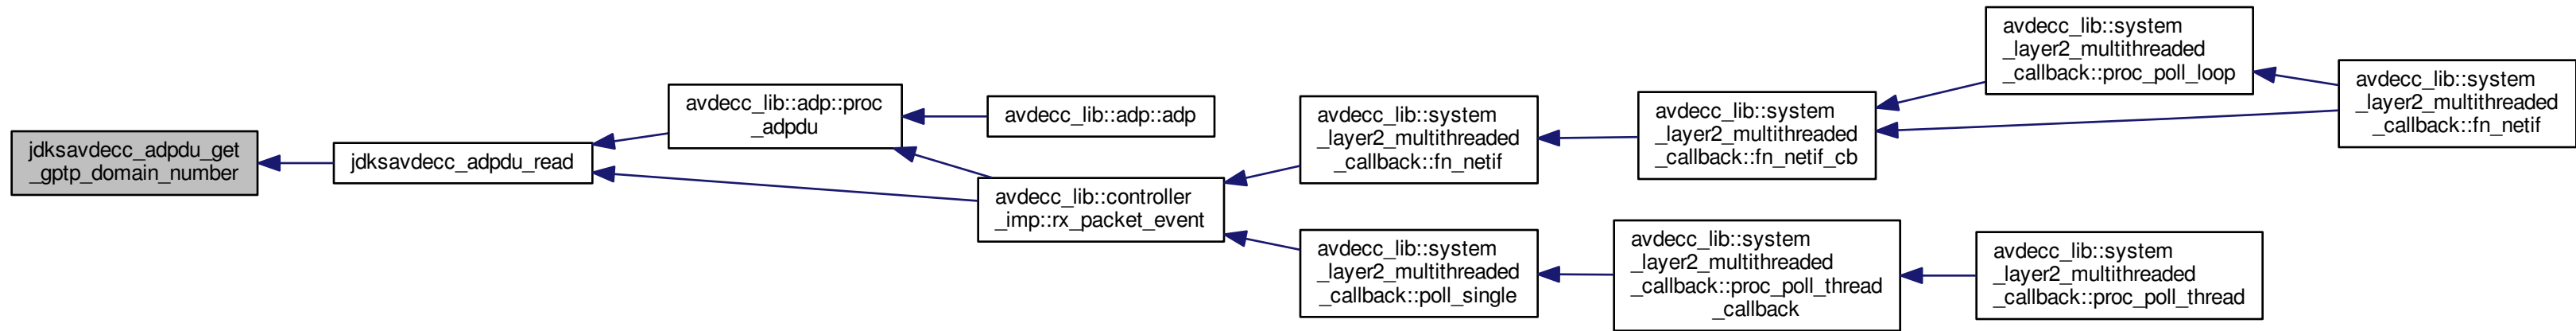 jdksavdecc_adpdu_get
_gptp_domain_number
jdksavdecc_adpdu_read
avdecc_lib::adp::proc
_adpdu
avdecc_lib::adp::adp
avdecc_lib::controller
_imp::rx_packet_event
avdecc_lib::system
_layer2_multithreaded
_callback::fn_netif
avdecc_lib::system
_layer2_multithreaded
_callback::poll_single
avdecc_lib::system
_layer2_multithreaded
_callback::fn_netif_cb
avdecc_lib::system
_layer2_multithreaded
_callback::proc_poll_thread
_callback
avdecc_lib::system
_layer2_multithreaded
_callback::proc_poll_loop
avdecc_lib::system
_layer2_multithreaded
_callback::proc_poll_thread
avdecc_lib::system
_layer2_multithreaded
_callback::fn_netif